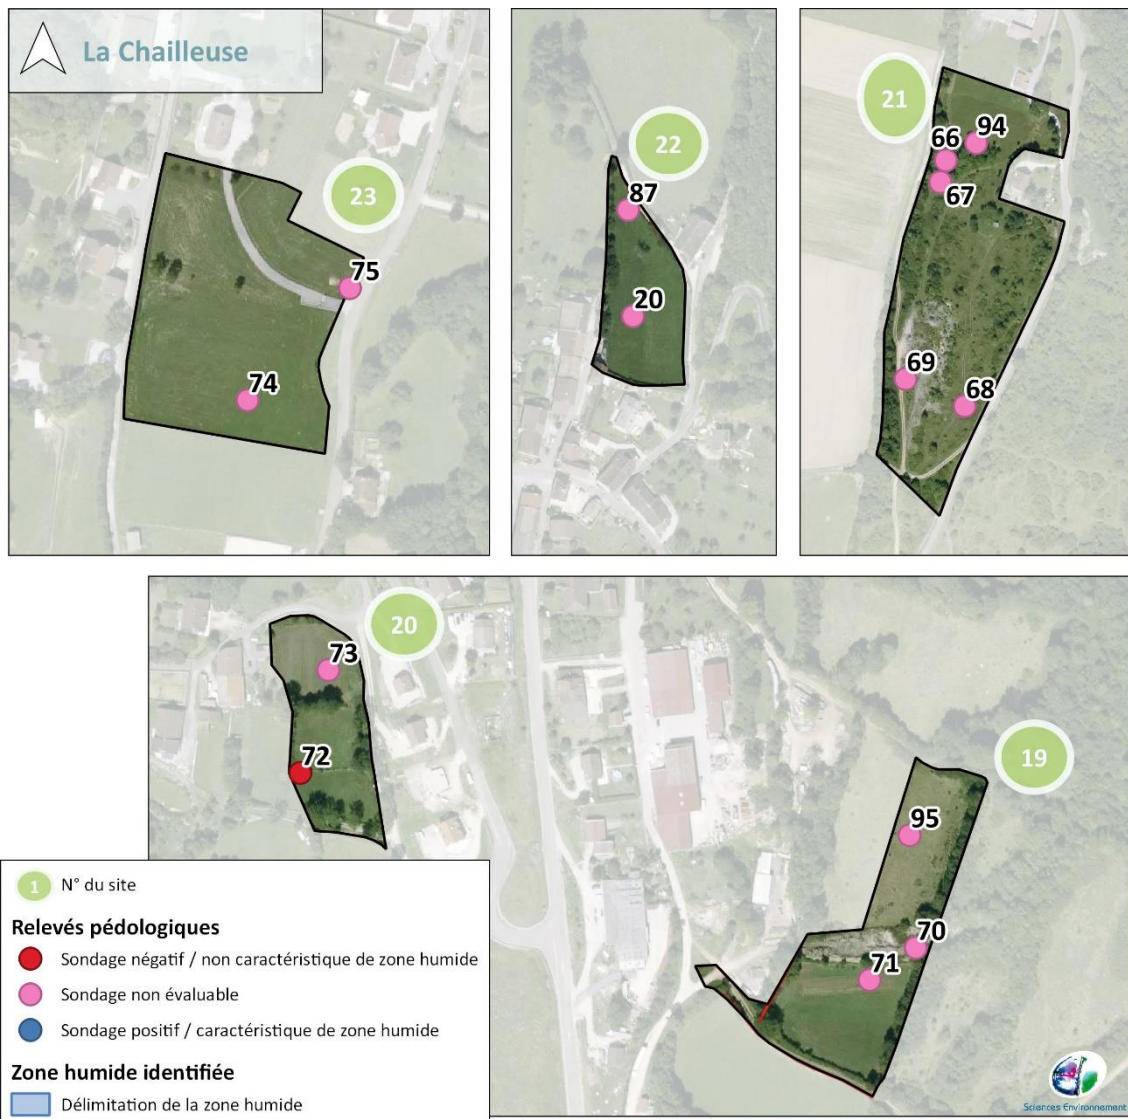 La Chailleuse
23
75
74
22
87
20
21
66
94
67
69
68
20
73
72
19
95
70
71
1 N° du site
Relevés pédologiques
Sondage négatif / non caractéristique de zone humide
Sondage non évaluable
Sondage positif / caractéristique de zone humide
Zone humide identifiée
Délimitation de la zone humide
Sciences Environnement